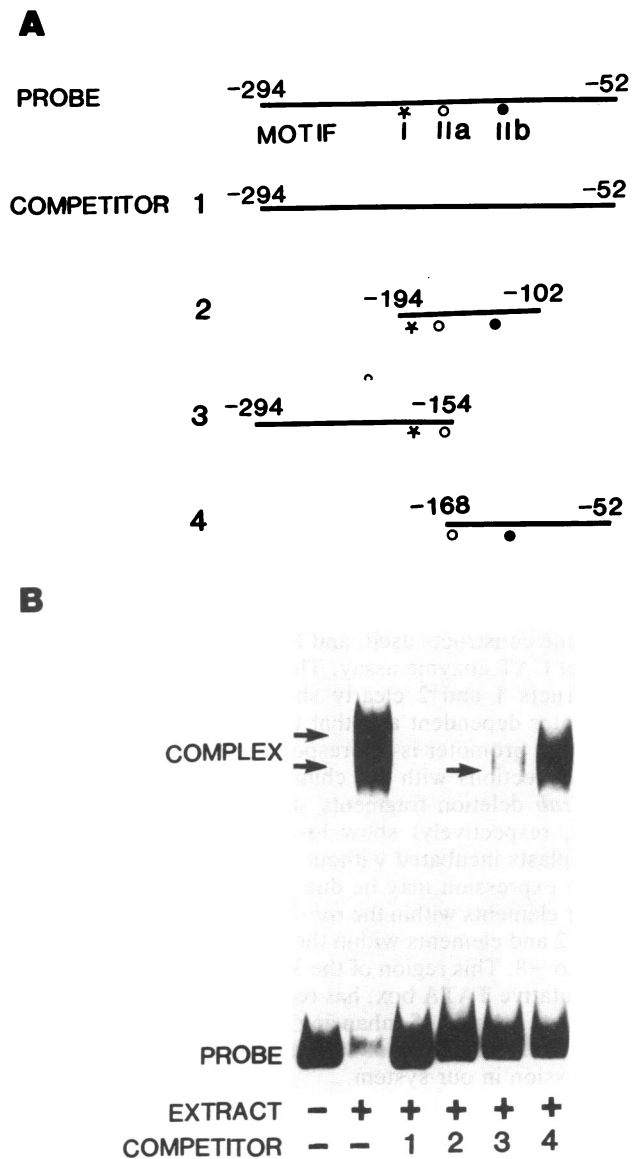 A
PROBE -294 -52
MOTIF i IIa IIb
COMPETITOR 1 -294 -52
2 -194 -102
3 -294 -154
4 -168 -52
B
COMPLEX
PROBE
EXTRACT - + + + + +
COMPETITOR - - 1 2 3 4